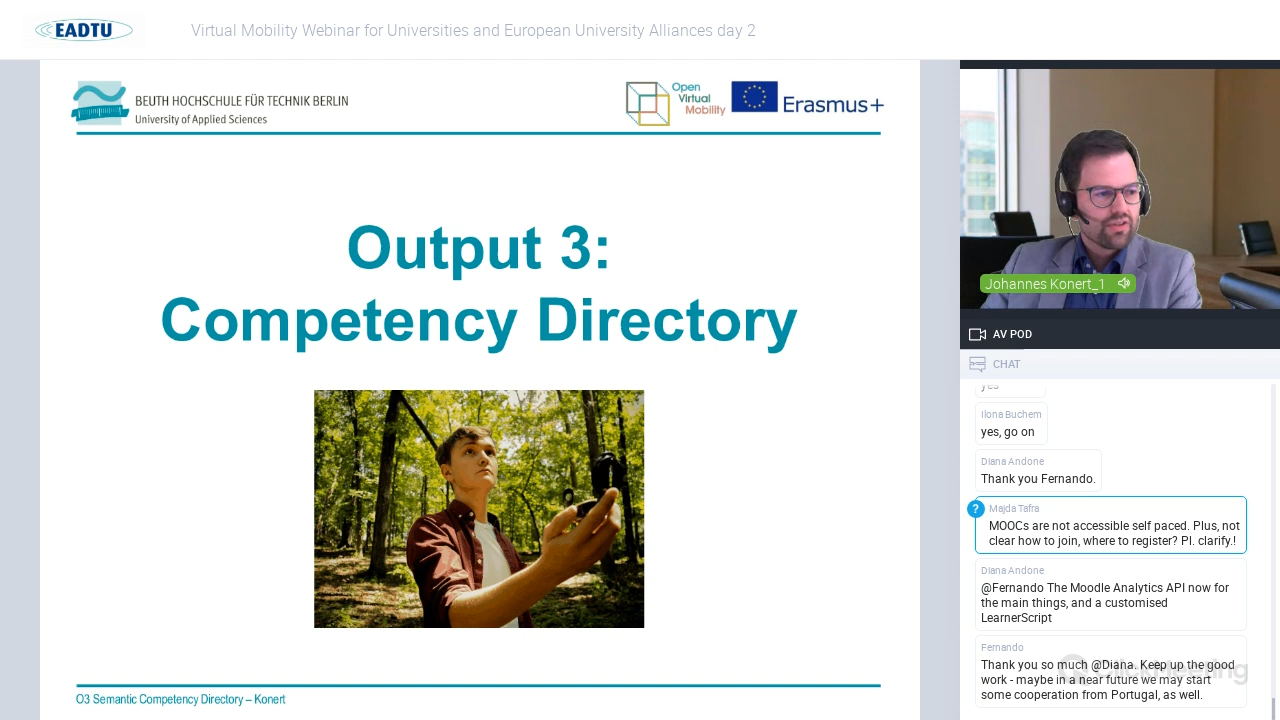 EADTU
Virtual Mobility Webinar for Universities and European University Alliances day 2
BEUTH HOCHSCHULE FÜR TECHNIK BERLIN
University of Applied Sciences
Open
Virtual
Mobility
Erasmus+
Output 3:
Competency Directory
O3 Semantic Competency Directory – Konert
Johannes Konert_1
AV POD
CHAT
yes
Ilona Buchem
yes, go on
Diana Andone
Thank you Fernando.
?
Majda Tafra
MOOCs are not accessible self paced. Plus, not
clear how to join, where to register? Pl. clarify.!
Diana Andone
@Fernando The Moodle Analytics API now for
the main things, and a customised
LearnerScript
Fernando
Thank you so much @Diana. Keep up the good
work - maybe in a near future we may start
some cooperation from Portugal, as well.
ClickMeeting